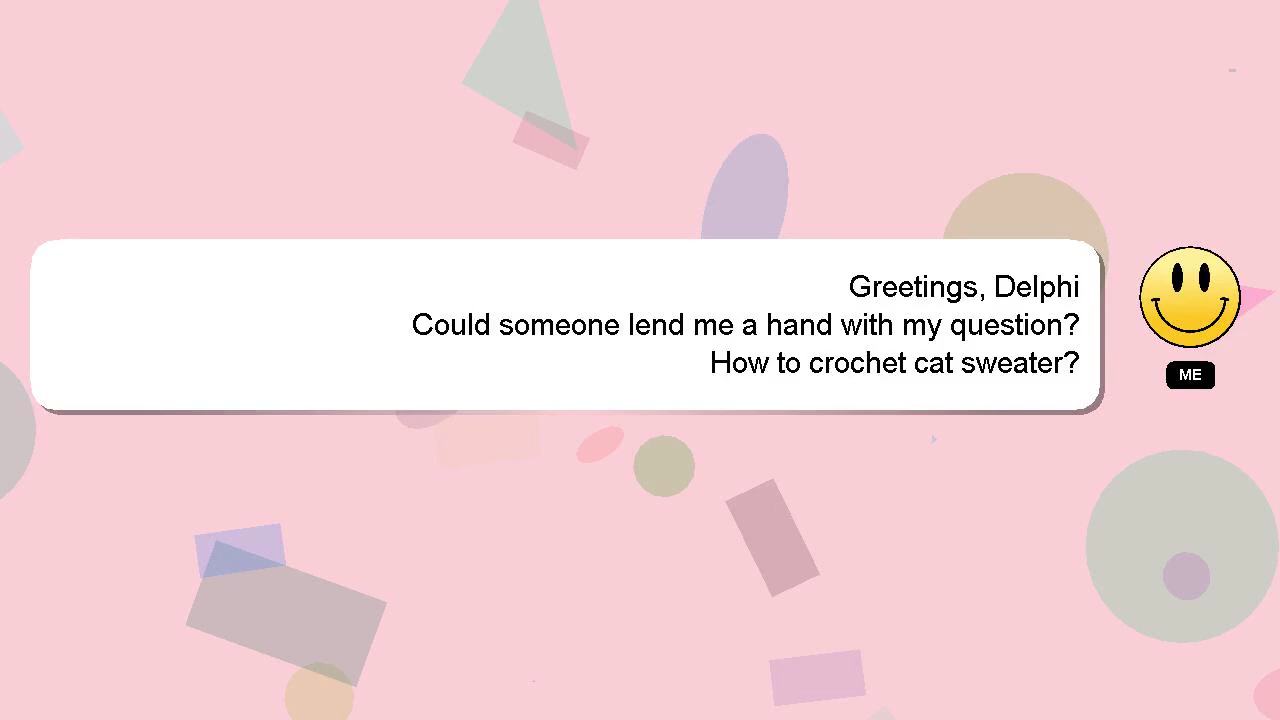 Greetings, Delphi
Could someone lend me a hand with my question?
How to crochet cat sweater?
ME